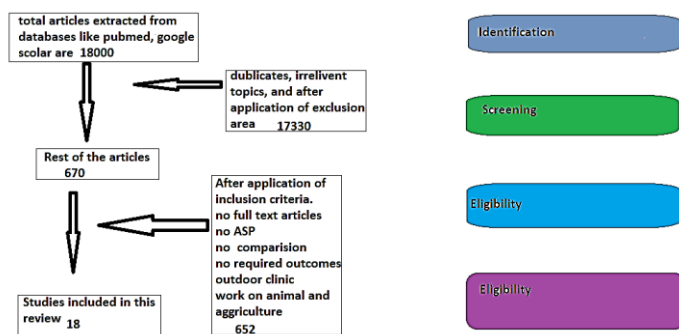 total articles extracted from
databases like pubmed, google
scolar are 18000
Identification
dublicates, irrelivent
topics, and after
application of exclusion
area 17330
Screening
Rest of the articles
670
After application of
inclusion criteria.
no full text articles
no ASP
no comparision
no required outcomes
outdoor clinic
work on animal and
aggriculture
652
Eligibility
Studies included in this
review 18
Eligibility